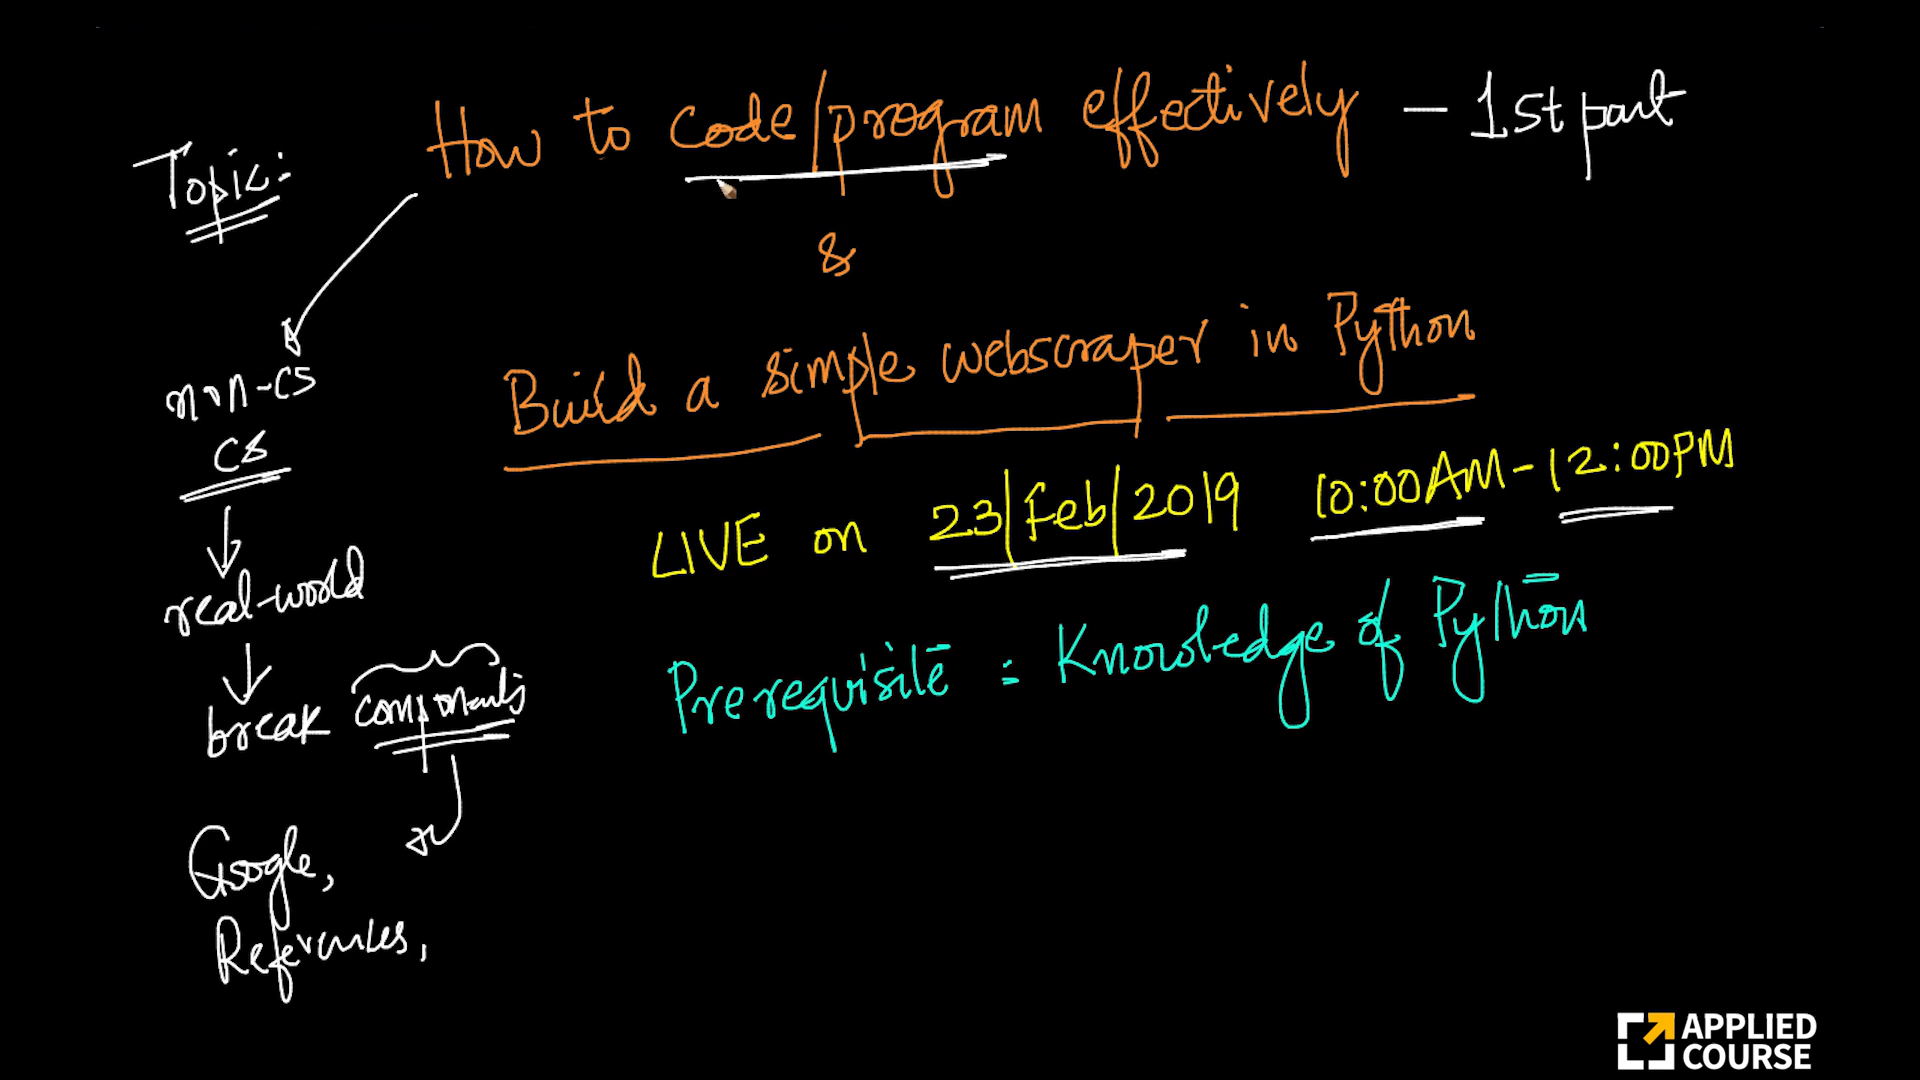 Topic:
How to code/program effectively - 1st part
&
Build a simple webscraper in Python
LIVE on 23/Feb/2019 10:00AM-12:00PM
Prerequisite : Knowledge of Python
non-CS
CS
real-world
break components
Google,
References,
APPLIED
COURSE